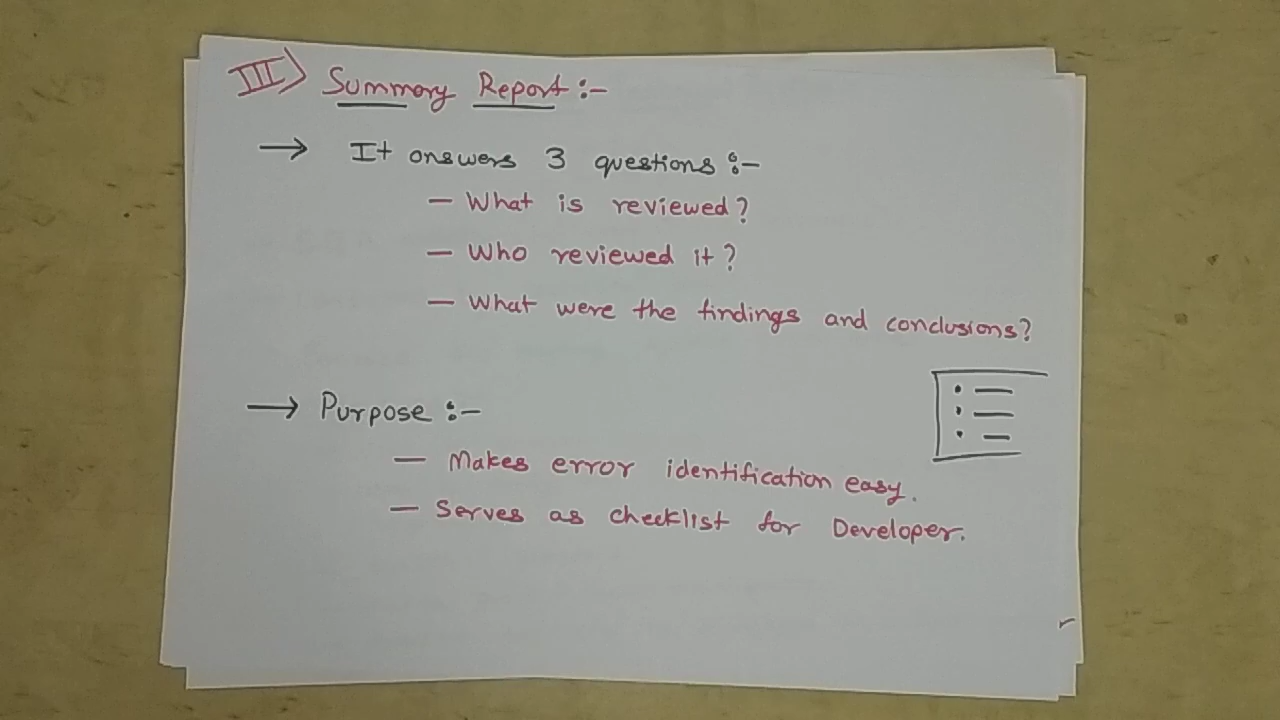 III) Summary Report :-
→ It answers 3 questions :-
— What is reviewed?
— Who reviewed it?
— What were the findings and conclusions?
→ Purpose :-
— Makes error identification easy.
— Serves as checklist for Developer.